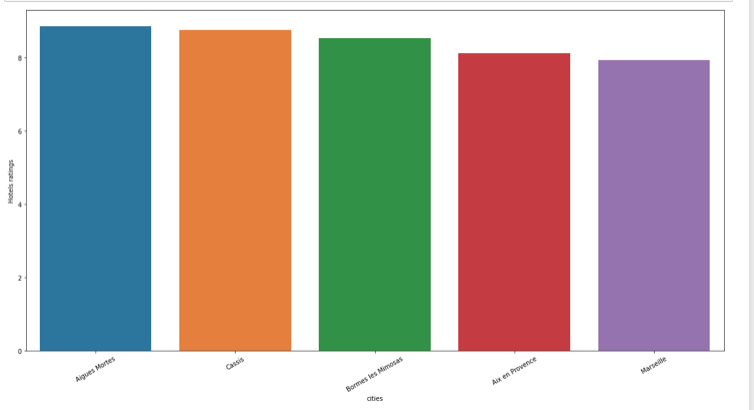 8
6
4
2
0
Hotels ratings
Aigues Mortes
Cassis
Bormes les Mimosas
Aix en Provence
Marseille
cities